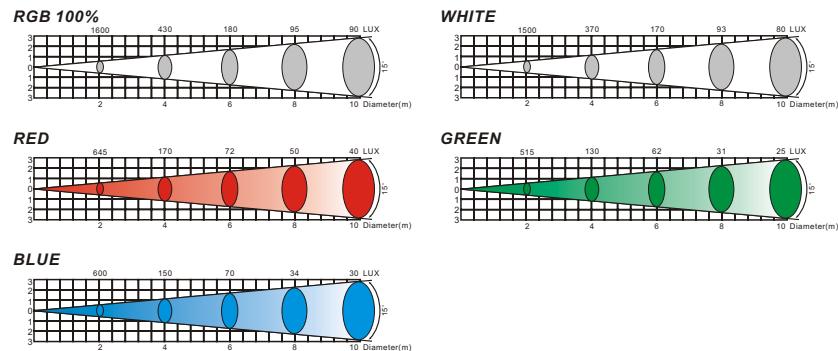 RGB 100%
1600 430 180 95 90 LUX
3
2
1
0
1
2
3
15'
2 4 6 8 10 Diameter(m)
WHITE
1500 370 170 93 80 LUX
3
2
1
0
1
2
3
15'
2 4 6 8 10 Diameter(m)
RED
645 170 72 50 40 LUX
3
2
1
0
1
2
3
15'
2 4 6 8 10 Diameter(m)
GREEN
515 130 62 31 25 LUX
3
2
1
0
1
2
3
15'
2 4 6 8 10 Diameter(m)
BLUE
600 150 70 34 30 LUX
3
2
1
0
1
2
3
15'
2 4 6 8 10 Diameter(m)